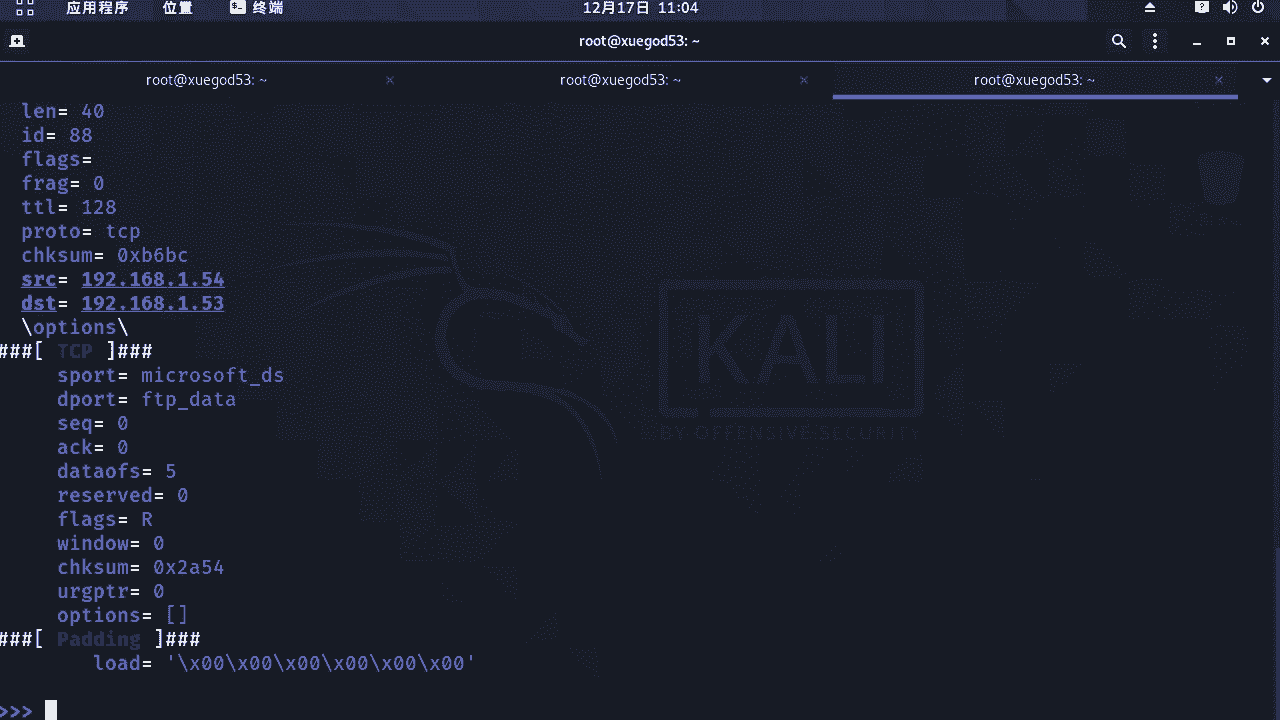 应用程序 位置 终端 12月17日 11:04
root@xuegod53: ~
root@xuegod53: ~ root@xuegod53: ~ root@xuegod53: ~
len= 40
id= 88
flags=
frag= 0
ttl= 128
proto= tcp
chksum= 0xb6bc
src= 192.168.1.54
dst= 192.168.1.53
\options\
###[ TCP ]###
sport= microsoft_ds
dport= ftp_data
seq= 0
ack= 0
dataofs= 5
reserved= 0
flags= R
window= 0
chksum= 0x2a54
urgptr= 0
options= []
###[ Padding ]###
load= '\x00\x00\x00\x00\x00\x00'
>>>
KALI
BY OFFENSIVE SECURITY